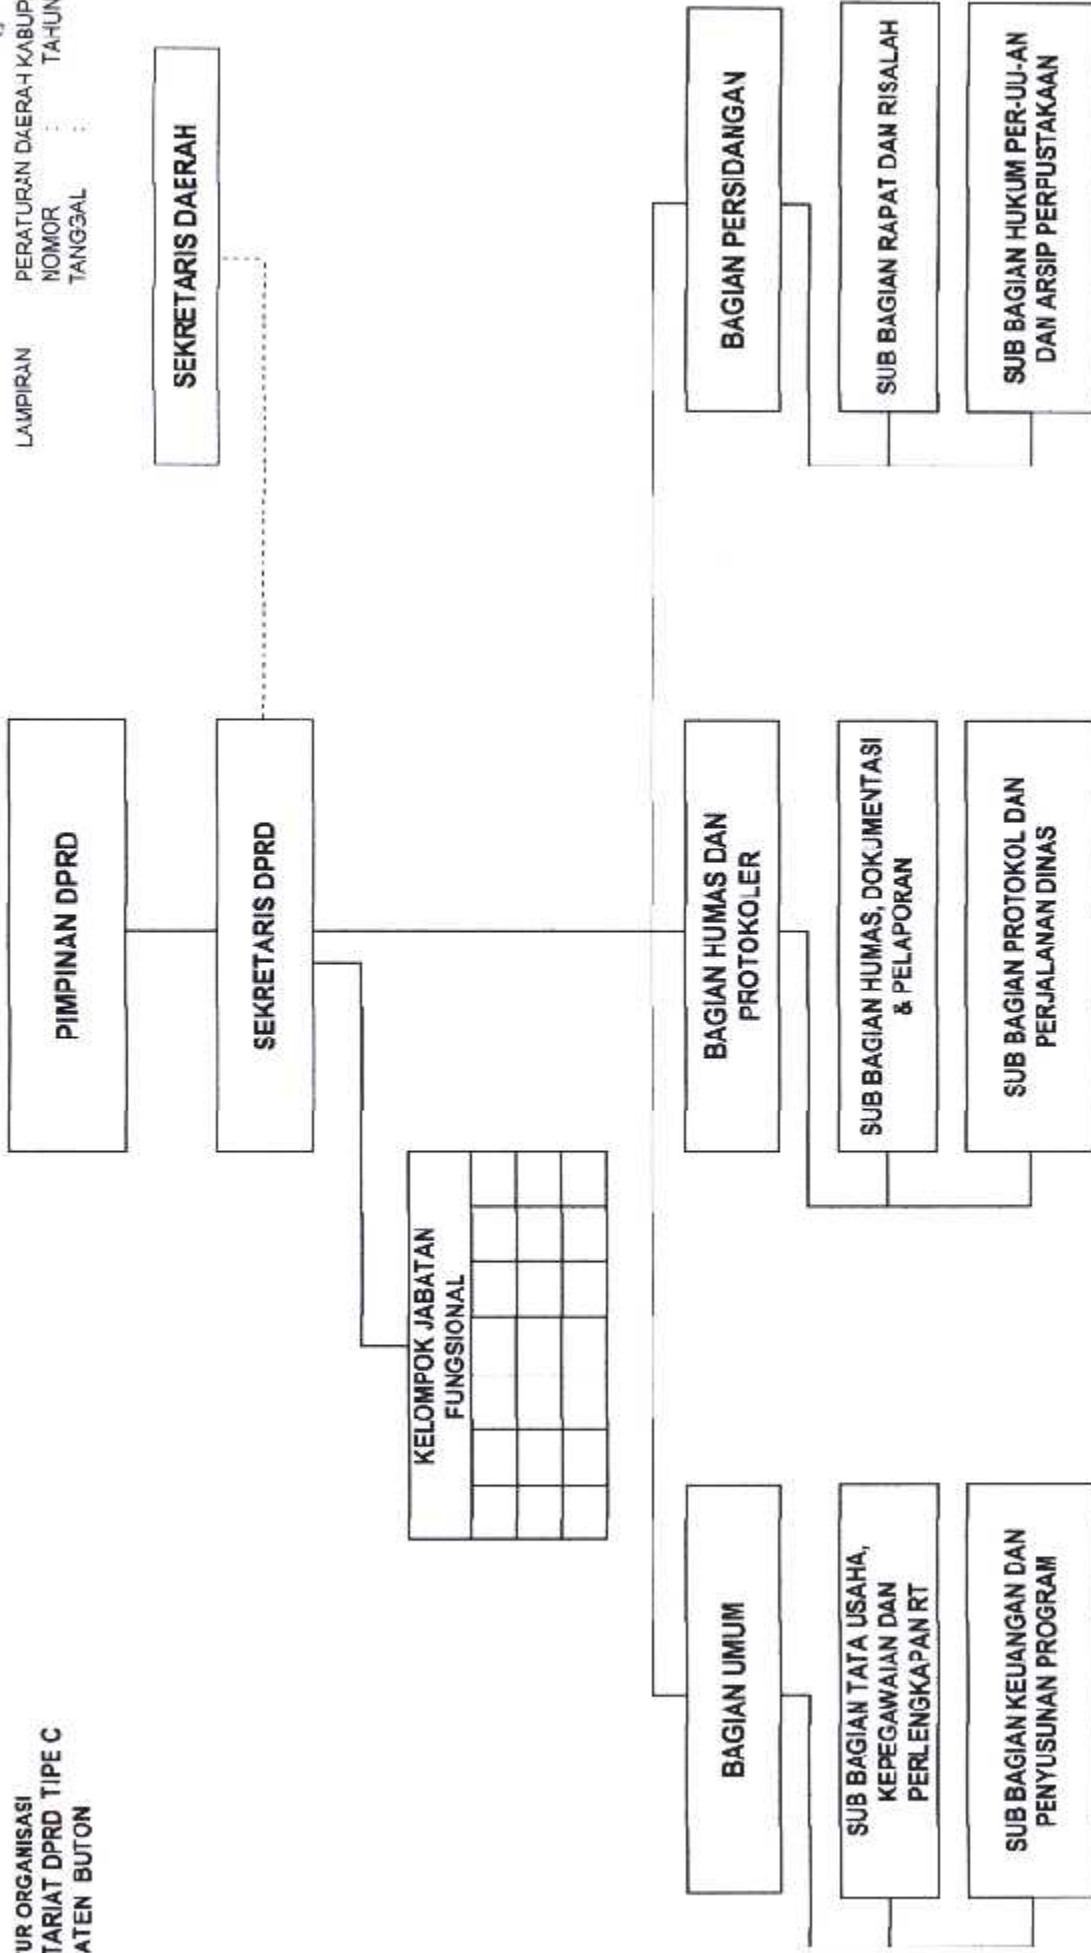 UR ORGANISASI
TARIAT DPRD TIPE C
ATEN BUTON
LAMPIRAN PERATURAN DAERAH KABUP
NOMOR : TAHUN
TANGGAL :
PIMPINAN DPRD
SEKRETARIS DAERAH
SEKRETARIS DPRD
KELOMPOK JABATAN
FUNGSIONAL
BAGIAN UMUM
BAGIAN HUMAS DAN
PROTOKOLER
BAGIAN PERSIDANGAN
SUB BAGIAN TATA USAHA,
KEPEGAWAIAN DAN
PERLENGKAPAN RT
SUB BAGIAN HUMAS, DOKUMENTASI
& PELAPORAN
SUB BAGIAN RAPAT DAN RISALAH
SUB BAGIAN KEUANGAN DAN
PENYUSUNAN PROGRAM
SUB BAGIAN PROTOKOL DAN
PERJALANAN DINAS
SUB BAGIAN HUKUM PER-UU-AN
DAN ARSIP PERPUSTAKAAN